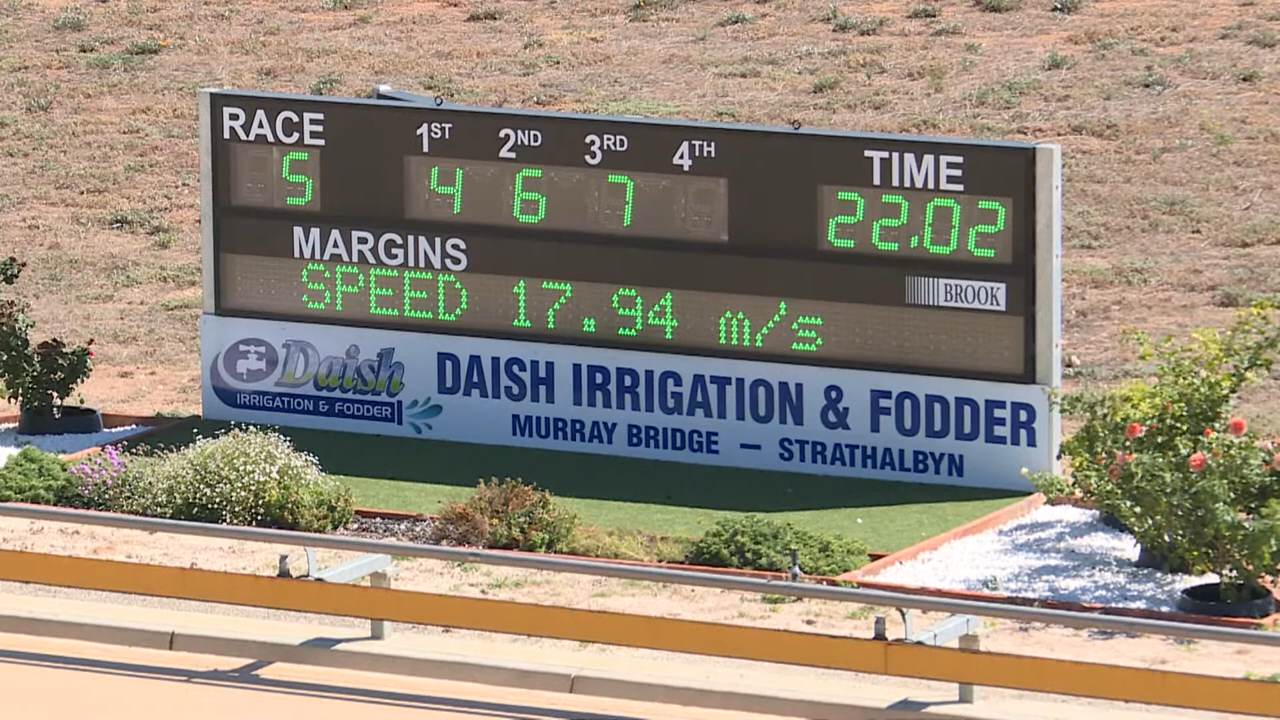 RACE 1ST 2ND 3RD 4TH TIME
5 4 6 7 22.02
MARGINS
SPEED 17.94 m/s
BROOK
Daish
IRRIGATION & FODDER
DAISH IRRIGATION & FODDER
MURRAY BRIDGE – STRATHALBYN